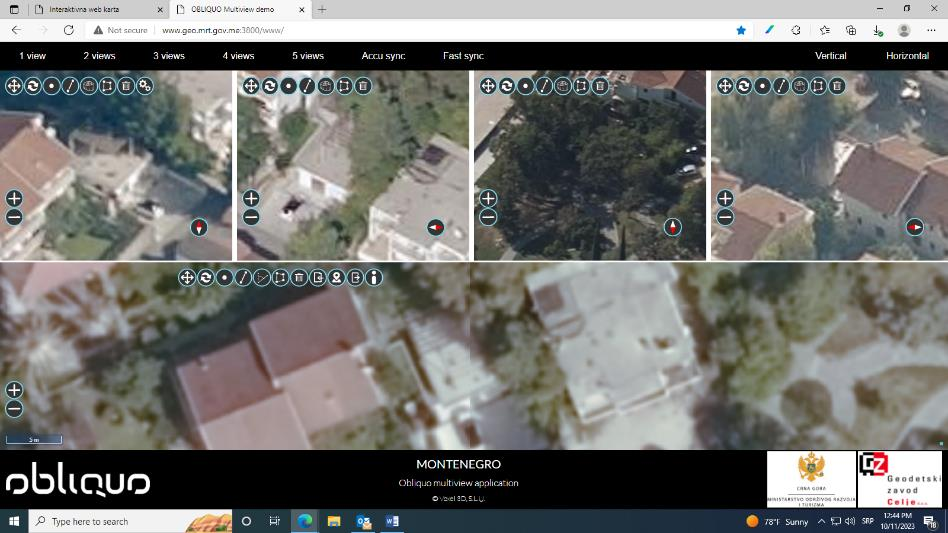 Interaktivna web karta
OBLIQUO Multiview demo
Not secure | www.geo.mrt.gov.me:3800/www/
1 view 2 views 3 views 4 views 5 views Accu sync Fast sync Vertical Horizontal
5 m
obliquo
MONTENEGRO
Obliquo multiview application
© Voxel 3D, S.L.U.
CRNA GORA
MINISTARSTVO ODRŽIVOG RAZVOJA
I TURIZMA
GZ
Geodetski
zavod
Celje d.o.o.
Type here to search
78°F Sunny
SRP
12:44 PM
10/11/2023
18